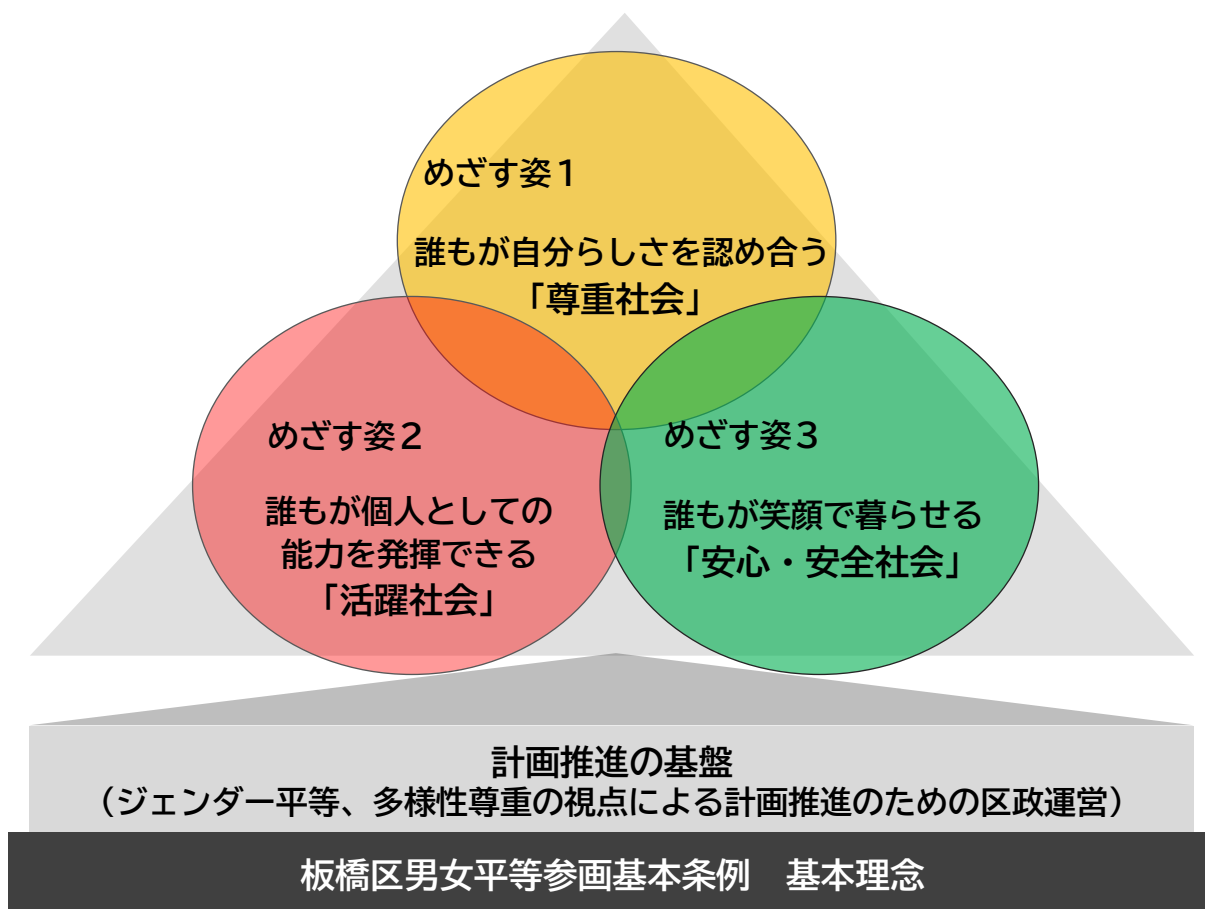 めざす姿１
誰もが自分らしさを認め合う
「尊重社会」
めざす姿２
誰もが個人としての
能力を発揮できる
「活躍社会」
めざす姿３
誰もが笑顔で暮らせる
「安心・安全社会」
計画推進の基盤
（ジェンダー平等、多様性尊重の視点による計画推進のための区政運営）
板橋区男女平等参画基本条例　基本理念